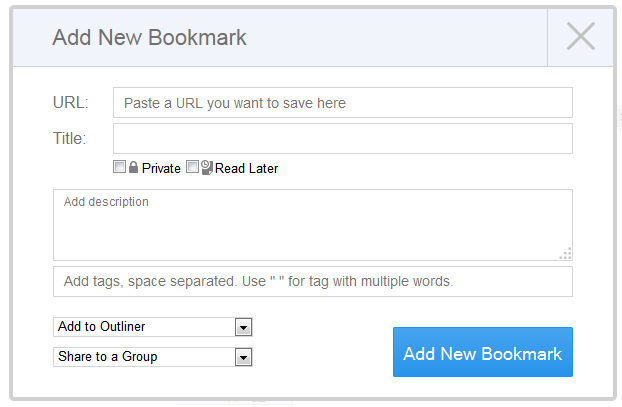 Add New Bookmark
URL: Paste a URL you want to save here
Title:
Private Read Later
Add description
Add tags, space separated. Use " " for tag with multiple words.
Add to Outliner
Share to a Group
Add New Bookmark